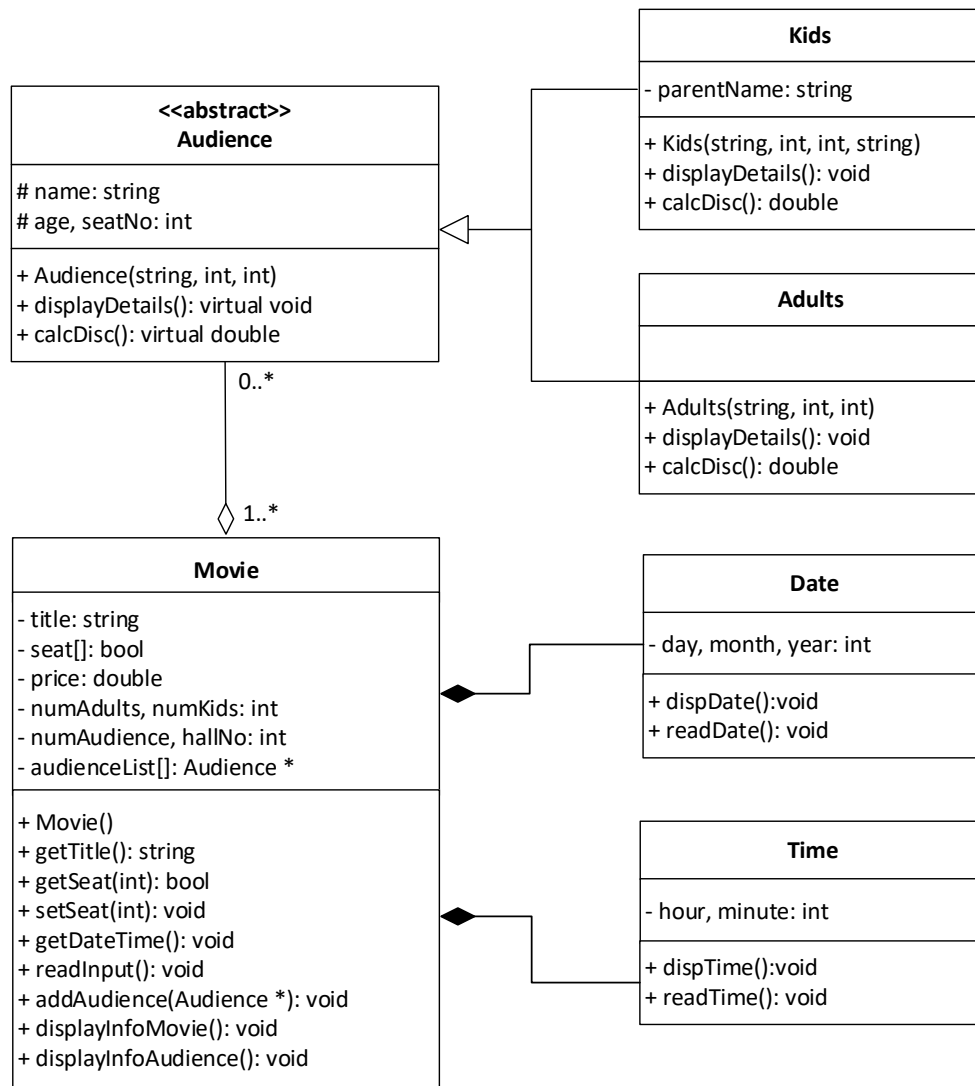 <<abstract>>
Audience
# name: string
# age, seatNo: int
+ Audience(string, int, int)
+ displayDetails(): virtual void
+ calcDisc(): virtual double
Kids
- parentName: string
+ Kids(string, int, int, string)
+ displayDetails(): void
+ calcDisc(): double
Adults
+ Adults(string, int, int)
+ displayDetails(): void
+ calcDisc(): double
0..*
1..*
Movie
- title: string
- seat[]: bool
- price: double
- numAdults, numKids: int
- numAudience, hallNo: int
- audienceList[]: Audience *
+ Movie()
+ getTitle(): string
+ getSeat(int): bool
+ setSeat(int): void
+ getDateTime(): void
+ readInput(): void
+ addAudience(Audience *): void
+ displayInfoMovie(): void
+ displayInfoAudience(): void
Date
- day, month, year: int
+ dispDate():void
+ readDate(): void
Time
- hour, minute: int
+ dispTime():void
+ readTime(): void